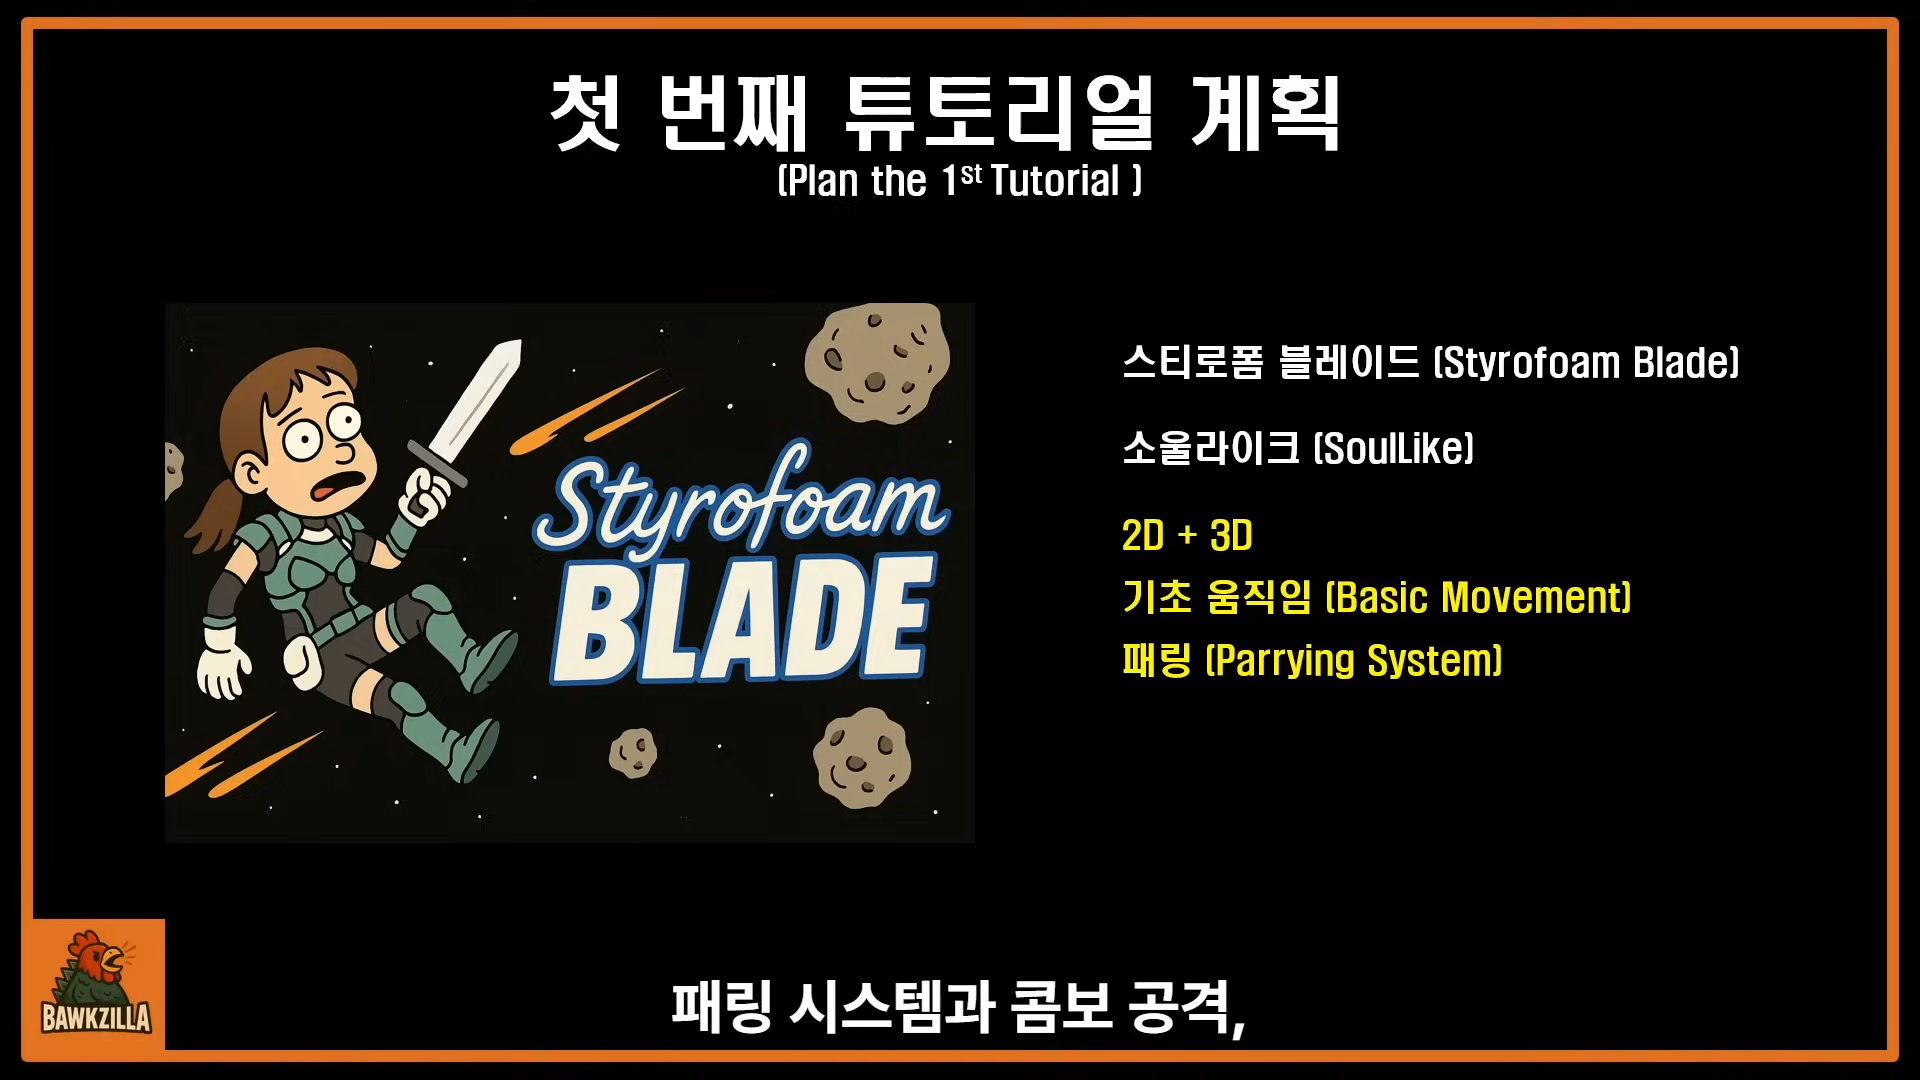 첫 번째 튜토리얼 계획
(Plan the 1st Tutorial )
Styrofoam
BLADE
스티로폼 블레이드 (Styrofoam Blade)
소울라이크 (SoulLike)
2D + 3D
기초 움직임 (Basic Movement)
패링 (Parrying System)
BAWKZILLA
패링 시스템과 콤보 공격,